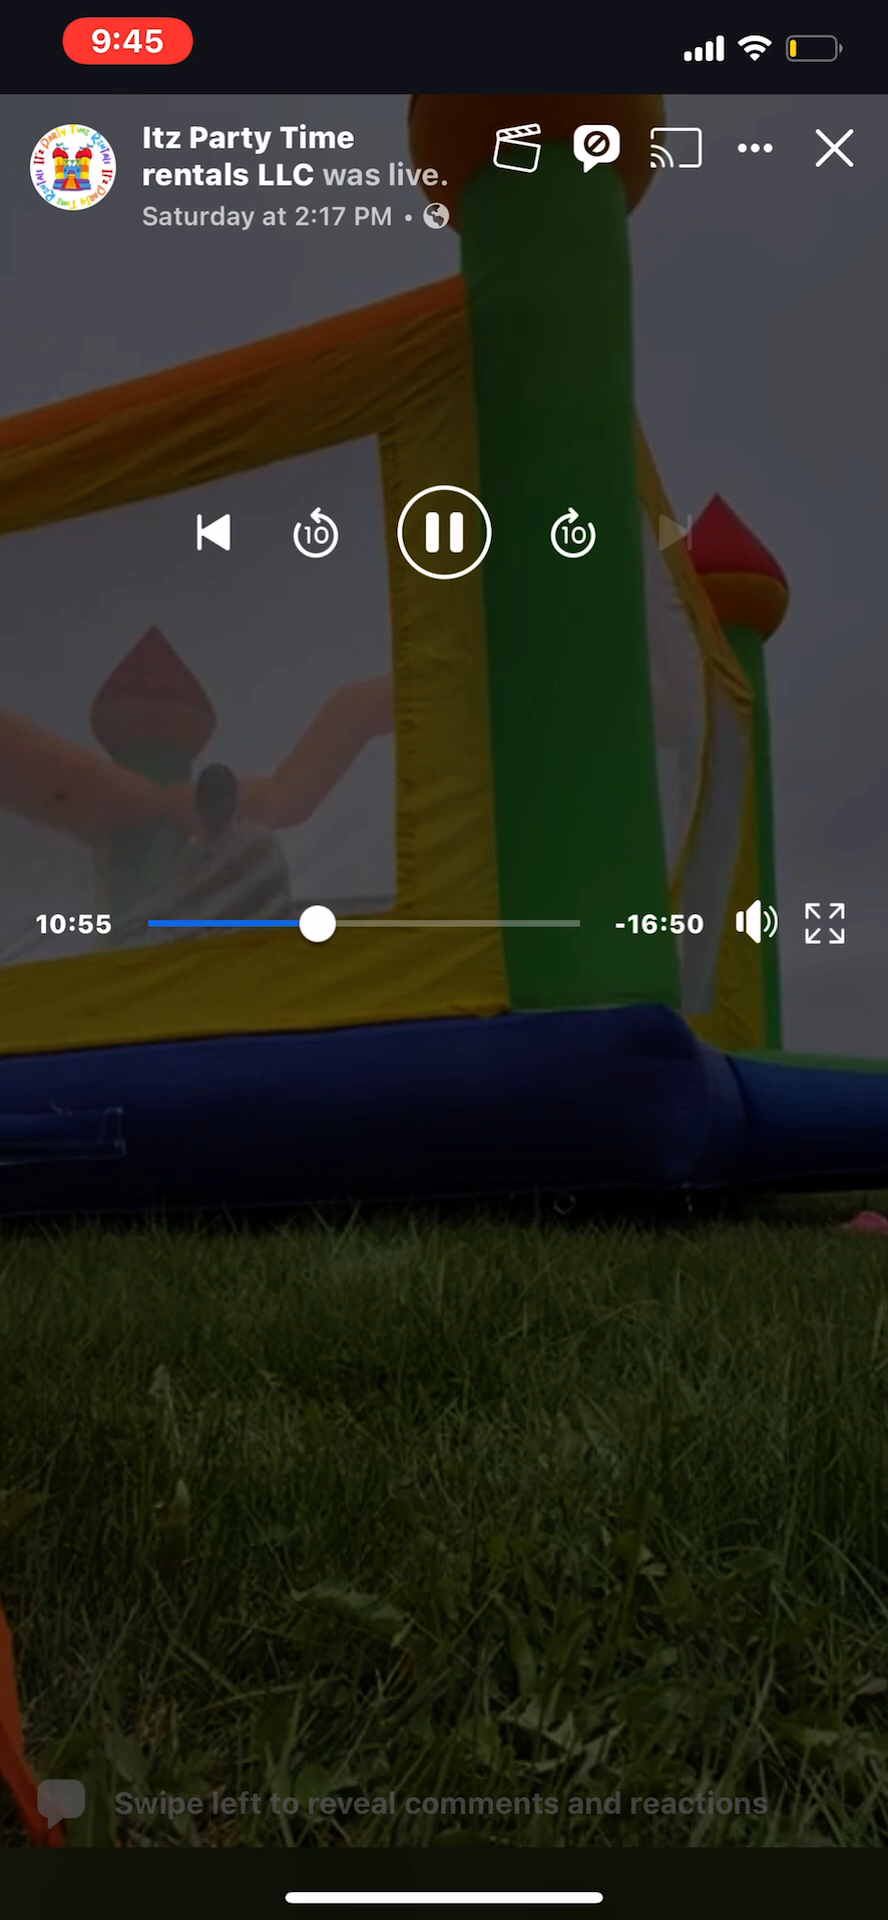 9:45
Itz Party Time
rentals LLC was live.
Saturday at 2:17 PM •
10
10
10:55
-16:50
Swipe left to reveal comments and reactions